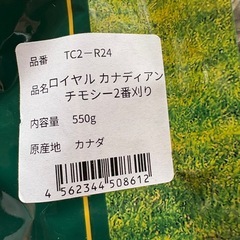 品番 TC2-R24
品名ロイヤル カナディアン
チモシー2番刈り
内容量 550g
原産地 カナダ
4 562344 508612